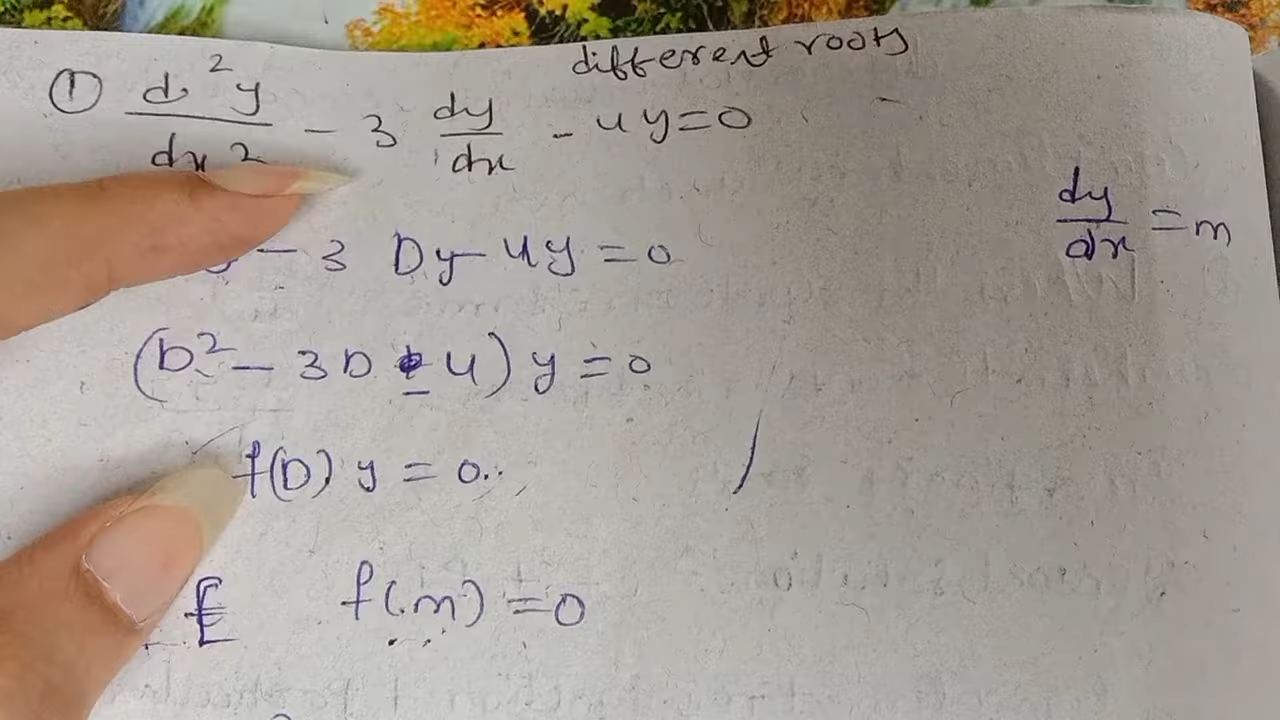 different roots
① d²y/dx² - 3 dy/dx - 4y=0
dy/dx = m
- 3 Dy - 4y = 0
(D² - 3D - 4) y = 0
f(D) y = 0
f(m) = 0